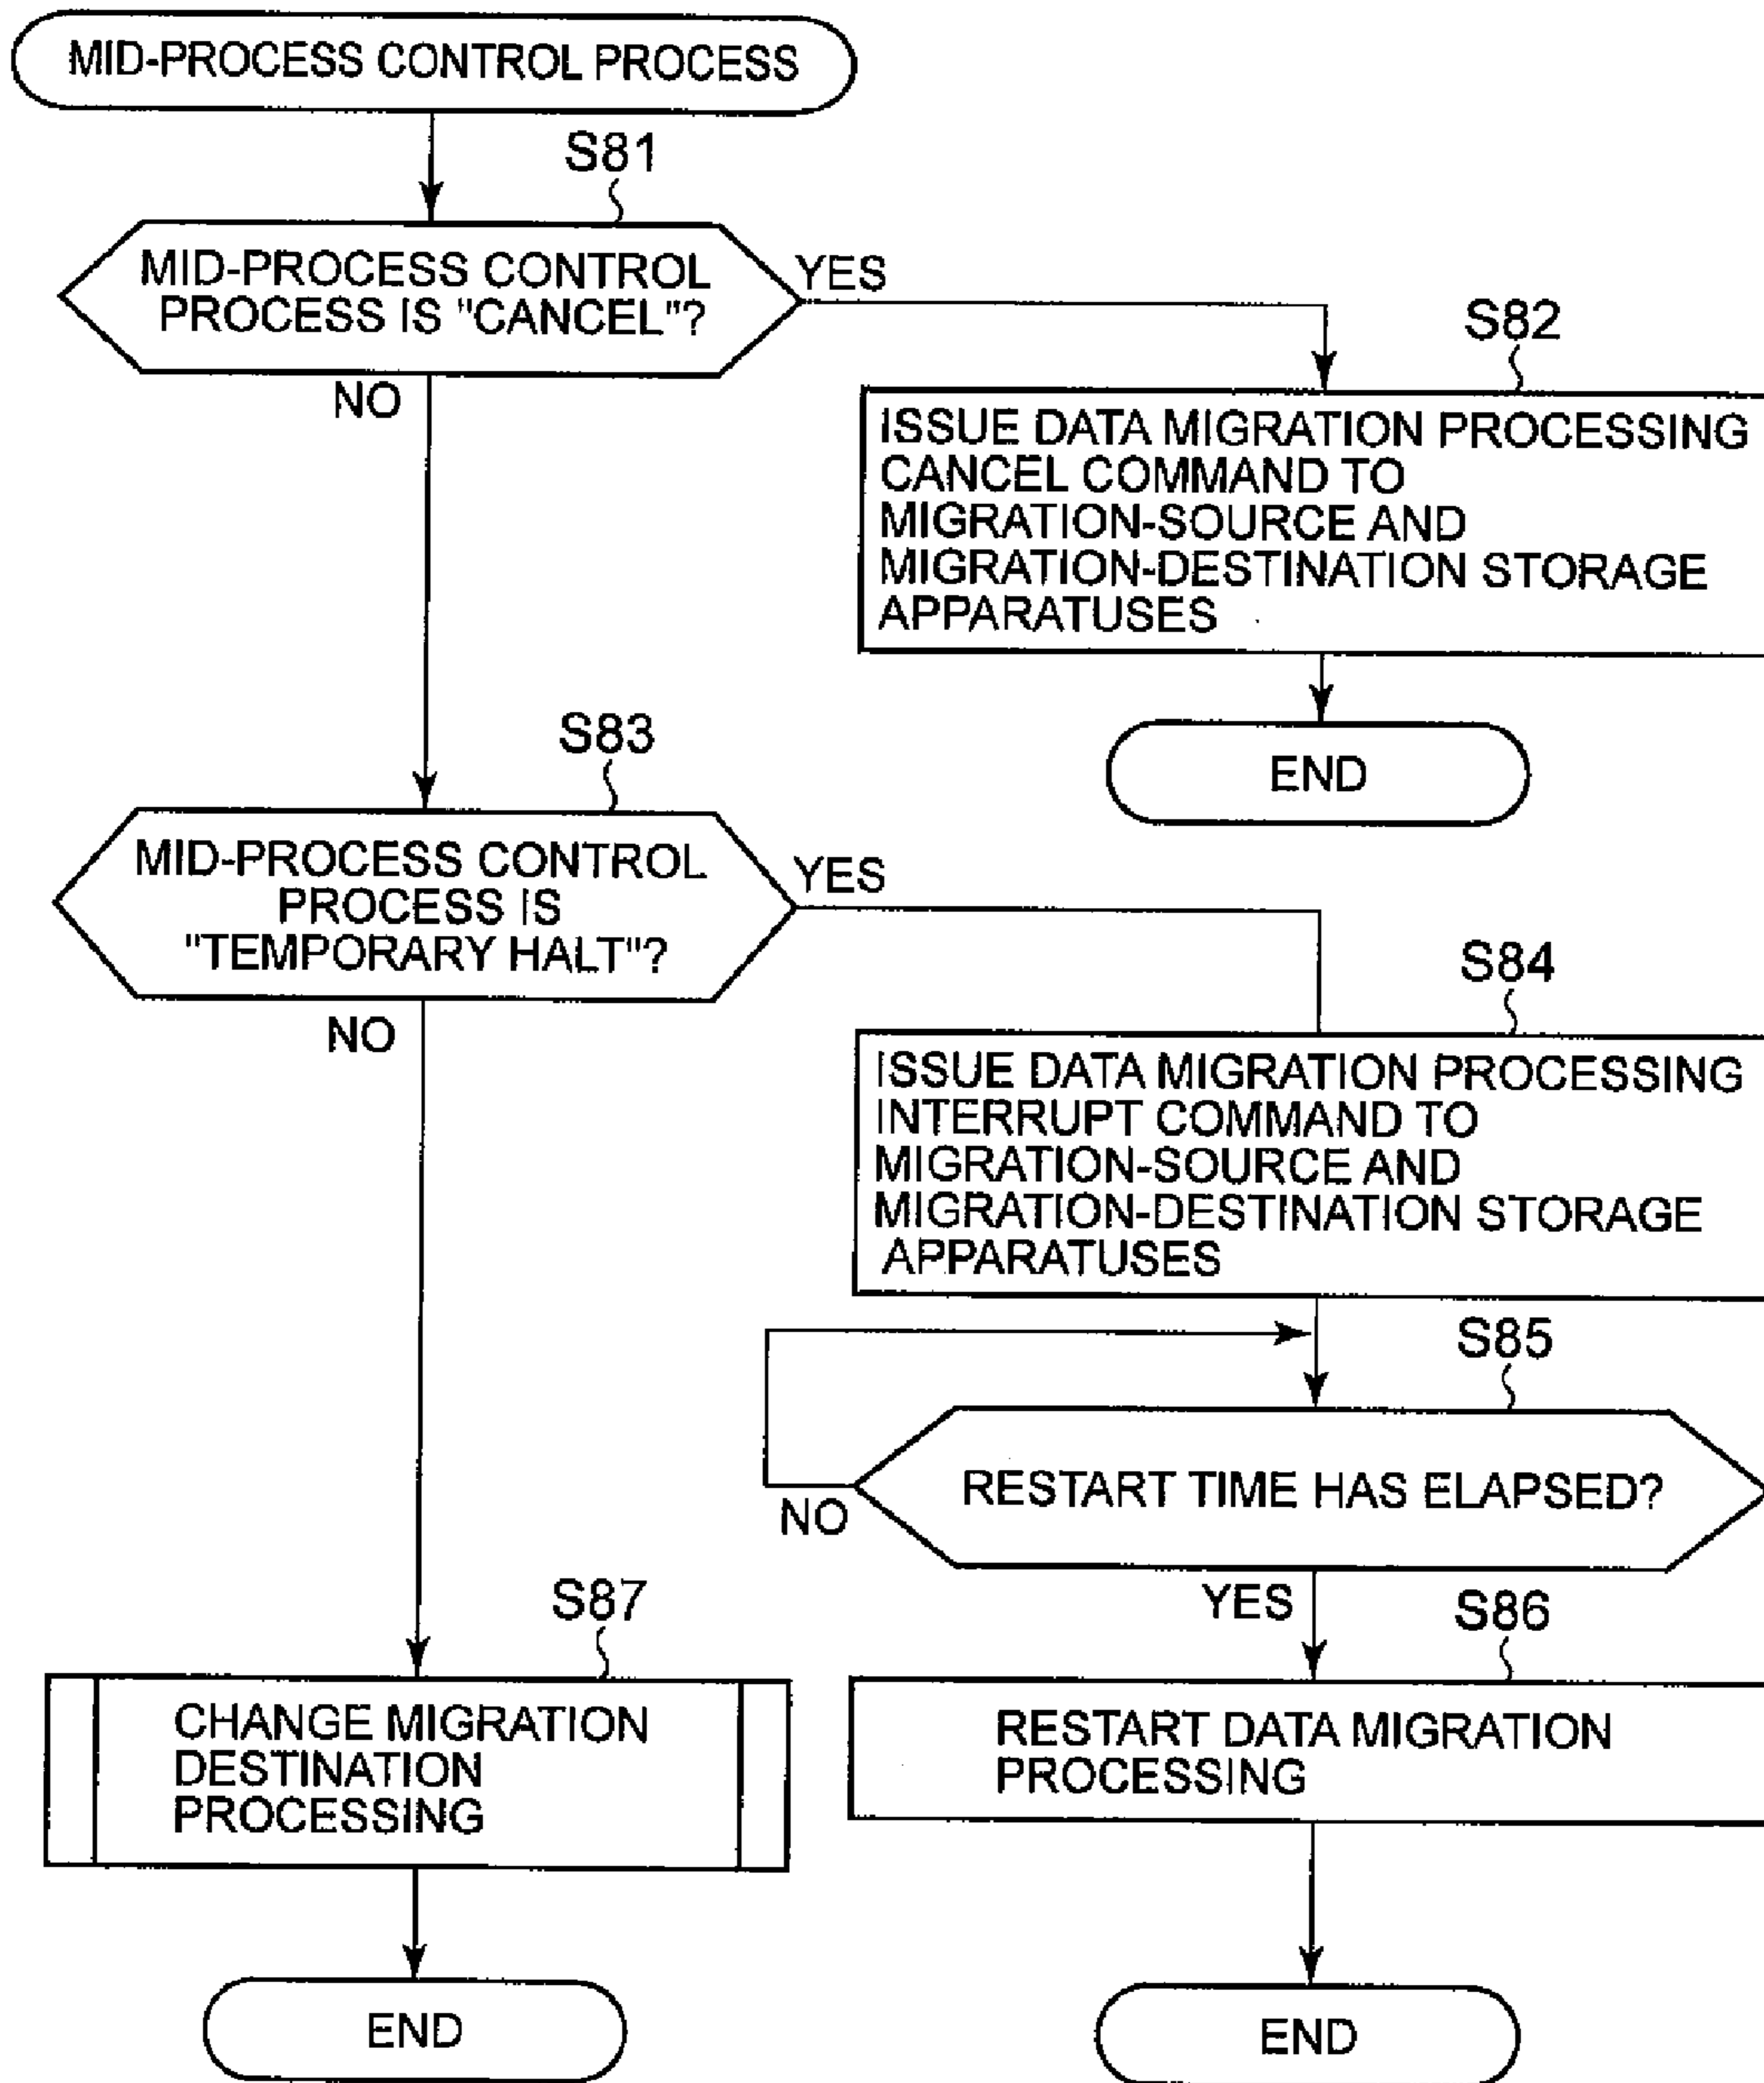 MID-PROCESS CONTROL PROCESS
S81
MID-PROCESS CONTROL
PROCESS IS "CANCEL"?
YES
NO
S82
ISSUE DATA MIGRATION PROCESSING
CANCEL COMMAND TO
MIGRATION-SOURCE AND
MIGRATION-DESTINATION STORAGE
APPARATUSES
END
S83
MID-PROCESS CONTROL
PROCESS IS
"TEMPORARY HALT"?
YES
NO
S84
ISSUE DATA MIGRATION PROCESSING
INTERRUPT COMMAND TO
MIGRATION-SOURCE AND
MIGRATION-DESTINATION STORAGE
APPARATUSES
S85
RESTART TIME HAS ELAPSED?
NO
YES
S86
RESTART DATA MIGRATION
PROCESSING
END
S87
CHANGE MIGRATION
DESTINATION
PROCESSING
END